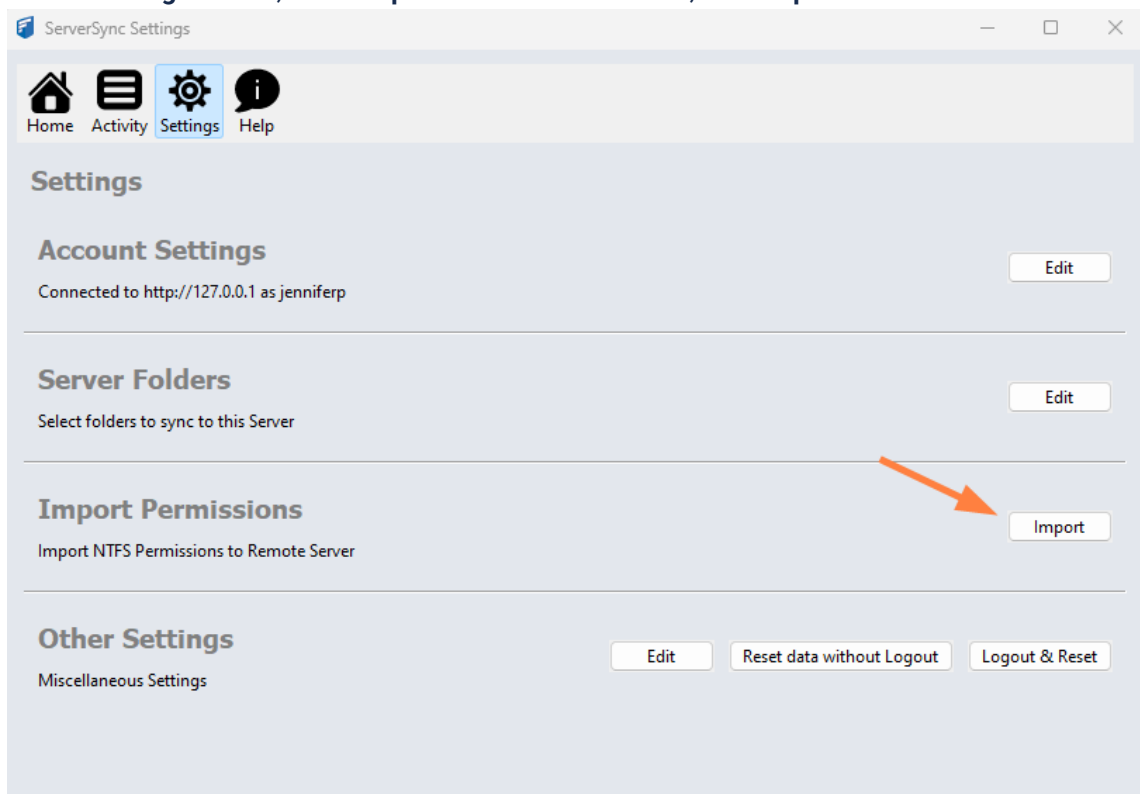 ServerSync Settings
Home Activity Settings Help
Settings
Account Settings
Edit
Connected to http://127.0.0.1 as jenniferp
Server Folders
Edit
Select folders to sync to this Server
Import Permissions
Import
Import NTFS Permissions to Remote Server
Other Settings
Edit Reset data without Logout Logout & Reset
Miscellaneous Settings